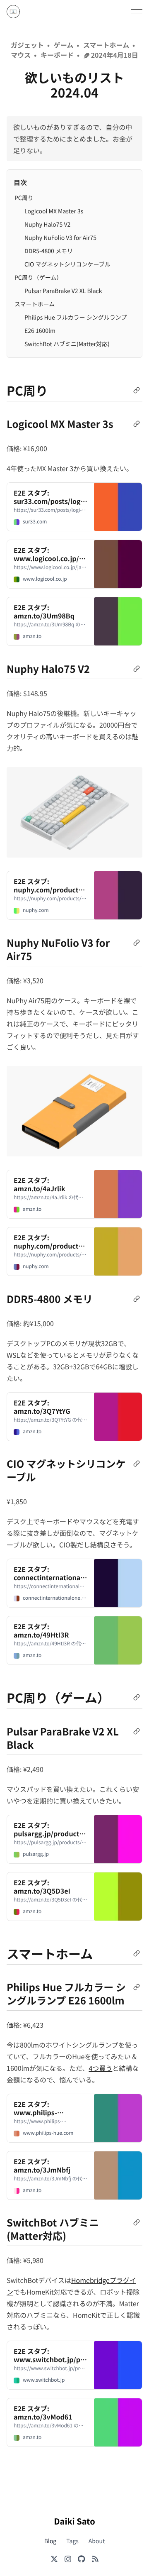 ガジェット • ゲーム • スマートホーム •
マウス • キーボード • 2024年4月18日
欲しいものリスト
2024.04
欲しいものがありすぎるので、自分の中
で整理するためにまとめました。お金が
足りない。
目次
PC周り
Logicool MX Master 3s
Nuphy Halo75 V2
Nuphy NuFolio V3 for Air75
DDR5-4800 メモリ
CIO マグネットシリコンケーブル
PC周り（ゲーム）
Pulsar ParaBrake V2 XL Black
スマートホーム
Philips Hue フルカラー シングルランプ
E26 1600lm
SwitchBot ハブミニ(Matter対応)
PC周り
Logicool MX Master 3s
価格: ¥16,900
4年使ったMX Master 3から買い換えたい。
E2E スタブ:
sur33.com/posts/log…
https://sur33.com/posts/logi…
sur33.com
E2E スタブ:
www.logicool.co.jp/…
https://www.logicool.co.jp/ja…
www.logicool.co.jp
E2E スタブ:
amzn.to/3Um98Bq
https://amzn.to/3Um98Bq の…
amzn.to
Nuphy Halo75 V2
価格: $148.95
Nuphy Halo75の後継機。新しいキーキャッ
プのプロファイルが気になる。20000円台で
クオリティの高いキーボードを買えるのは魅
力的。
E2E スタブ:
nuphy.com/product…
https://nuphy.com/products/…
nuphy.com
Nuphy NuFolio V3 for
Air75
価格: ¥3,520
NuPhy Air75用のケース。キーボードを裸で
持ち歩きたくないので、ケースが欲しい。こ
れは純正のケースで、キーボードにピッタリ
フィットするので便利そうだし、見た目がす
ごく良い。
E2E スタブ:
amzn.to/4aJrlik
https://amzn.to/4aJrlik の代…
amzn.to
E2E スタブ:
nuphy.com/product…
https://nuphy.com/products/…
nuphy.com
DDR5-4800 メモリ
価格: 約¥15,000
デスクトップPCのメモリが現状32GBで、
WSLなどを使っているとメモリが足りなくな
ることがある。32GB+32GBで64GBに増設し
たい。
E2E スタブ:
amzn.to/3Q7YtYG
https://amzn.to/3Q7YtYG の代…
amzn.to
CIO マグネットシリコンケ
ーブル
¥1,850
デスク上でキーボードやマウスなどを充電す
る際に抜き差しが面倒なので、マグネットケ
ーブルが欲しい。CIO製だし結構良さそう。
E2E スタブ:
connectinternationa…
https://connectinternational…
connectinternationalone.…
E2E スタブ:
amzn.to/49HtI3R
https://amzn.to/49HtI3R の代…
amzn.to
PC周り（ゲーム）
Pulsar ParaBrake V2 XL
Black
価格: ¥2,490
マウスパッドを買い換えたい。これくらい安
いやつを定期的に買い換えていきたい。
E2E スタブ:
pulsargg.jp/product…
https://pulsargg.jp/products/…
pulsargg.jp
E2E スタブ:
amzn.to/3Q5D3eI
https://amzn.to/3Q5D3eI の代…
amzn.to
スマートホーム
Philips Hue フルカラー シ
ングルランプ E26 1600lm
価格: ¥6,423
今は800lmのホワイトシングルランプを使っ
ていて、フルカラーのHueを使ってみたい＆
1600lmが気になる。ただ、4つ買うと結構な
金額になるので、悩んでいる。
E2E スタブ:
www.philips-…
https://www.philips-…
www.philips-hue.com
E2E スタブ:
amzn.to/3JmNbfj
https://amzn.to/3JmNbfj の代…
amzn.to
SwitchBot ハブミニ
(Matter対応)
価格: ¥5,980
SwitchBotデバイスはHomebridgeプラグイ
ンでもHomeKit対応できるが、ロボット掃除
機が照明として認識されるのが不満。Matter
対応のハブミニなら、HomeKitで正しく認識
されるっぽい。
E2E スタブ:
www.switchbot.jp/p…
https://www.switchbot.jp/pr…
www.switchbot.jp
E2E スタブ:
amzn.to/3vMod61
https://amzn.to/3vMod61 の…
amzn.to
Daiki Sato
Blog Tags About